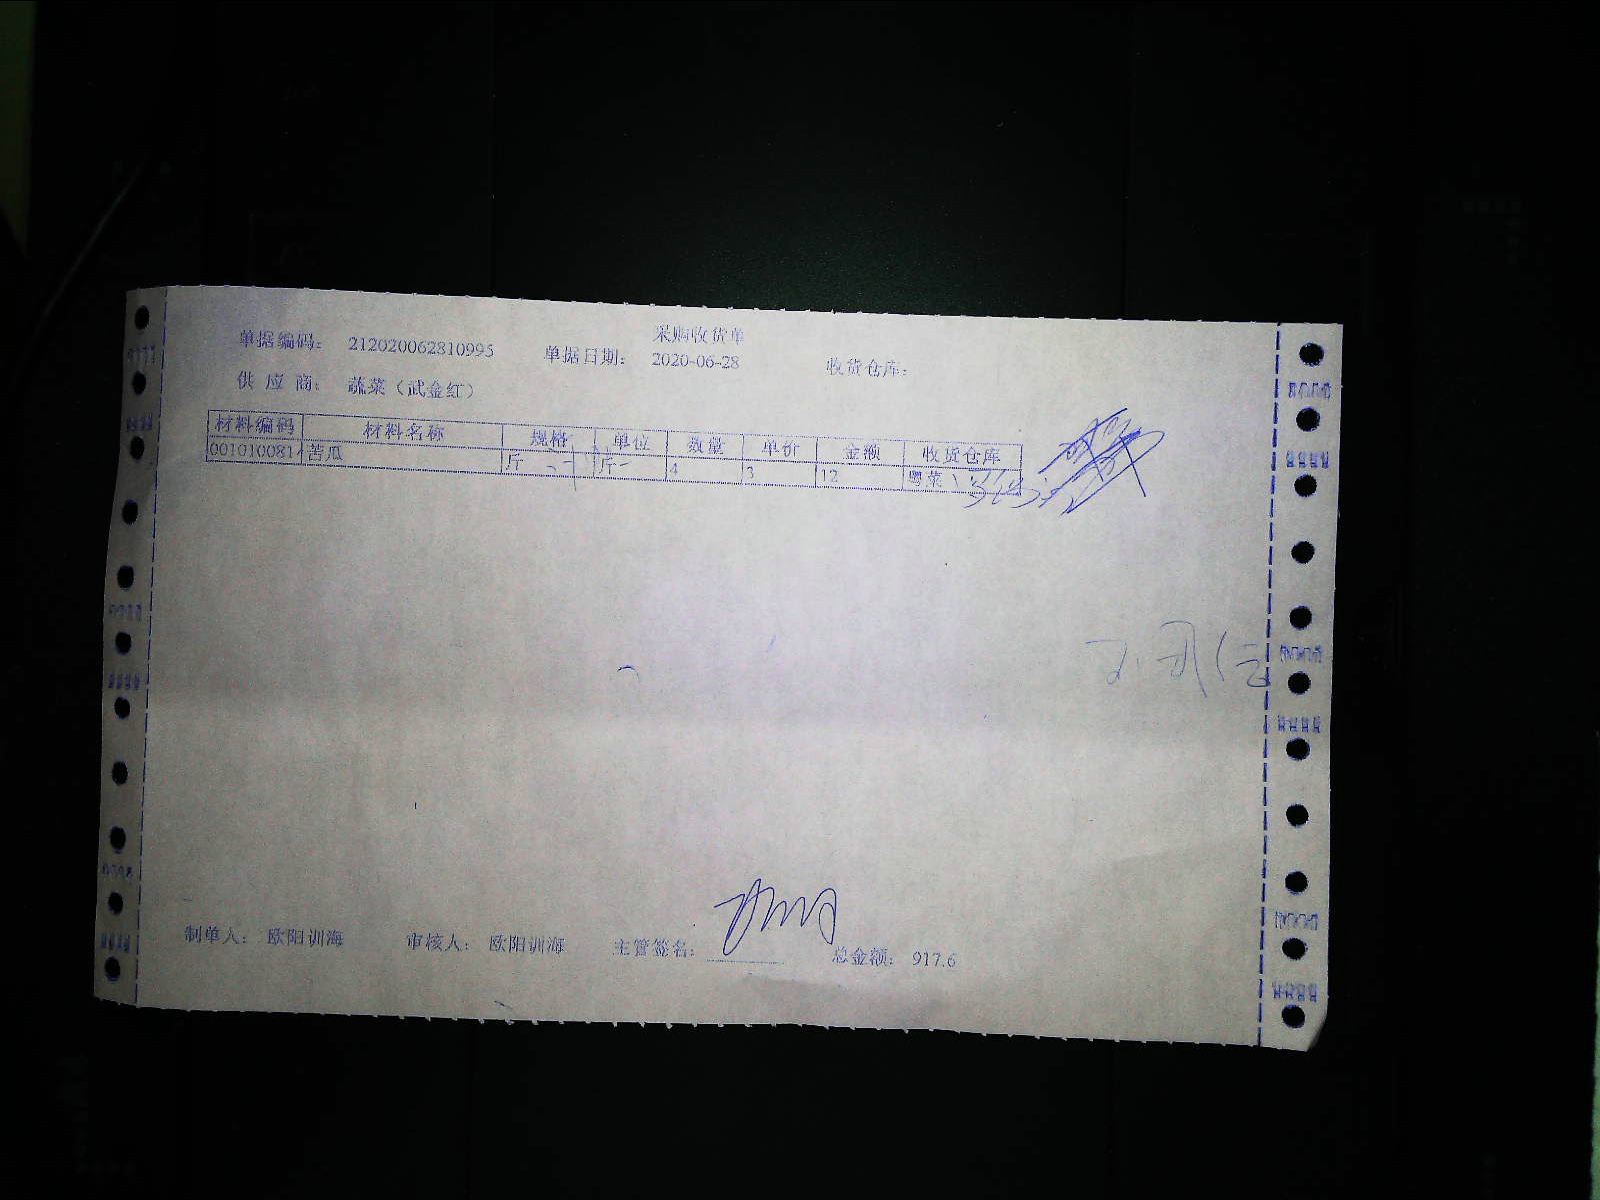 采购收货单
单据编码： 212020062810995 单据日期： 2020-06-28 收货仓库：
供 应 商： 蔬菜（武金红）
材料编码 材料名称 规格 单位 数量 单价 金额 收货仓库
0010100814 苦瓜 斤 斤 4 3 12 粤菜
制单人： 欧阳训海 审核人： 欧阳训海 主管签名： 总金额： 917.6